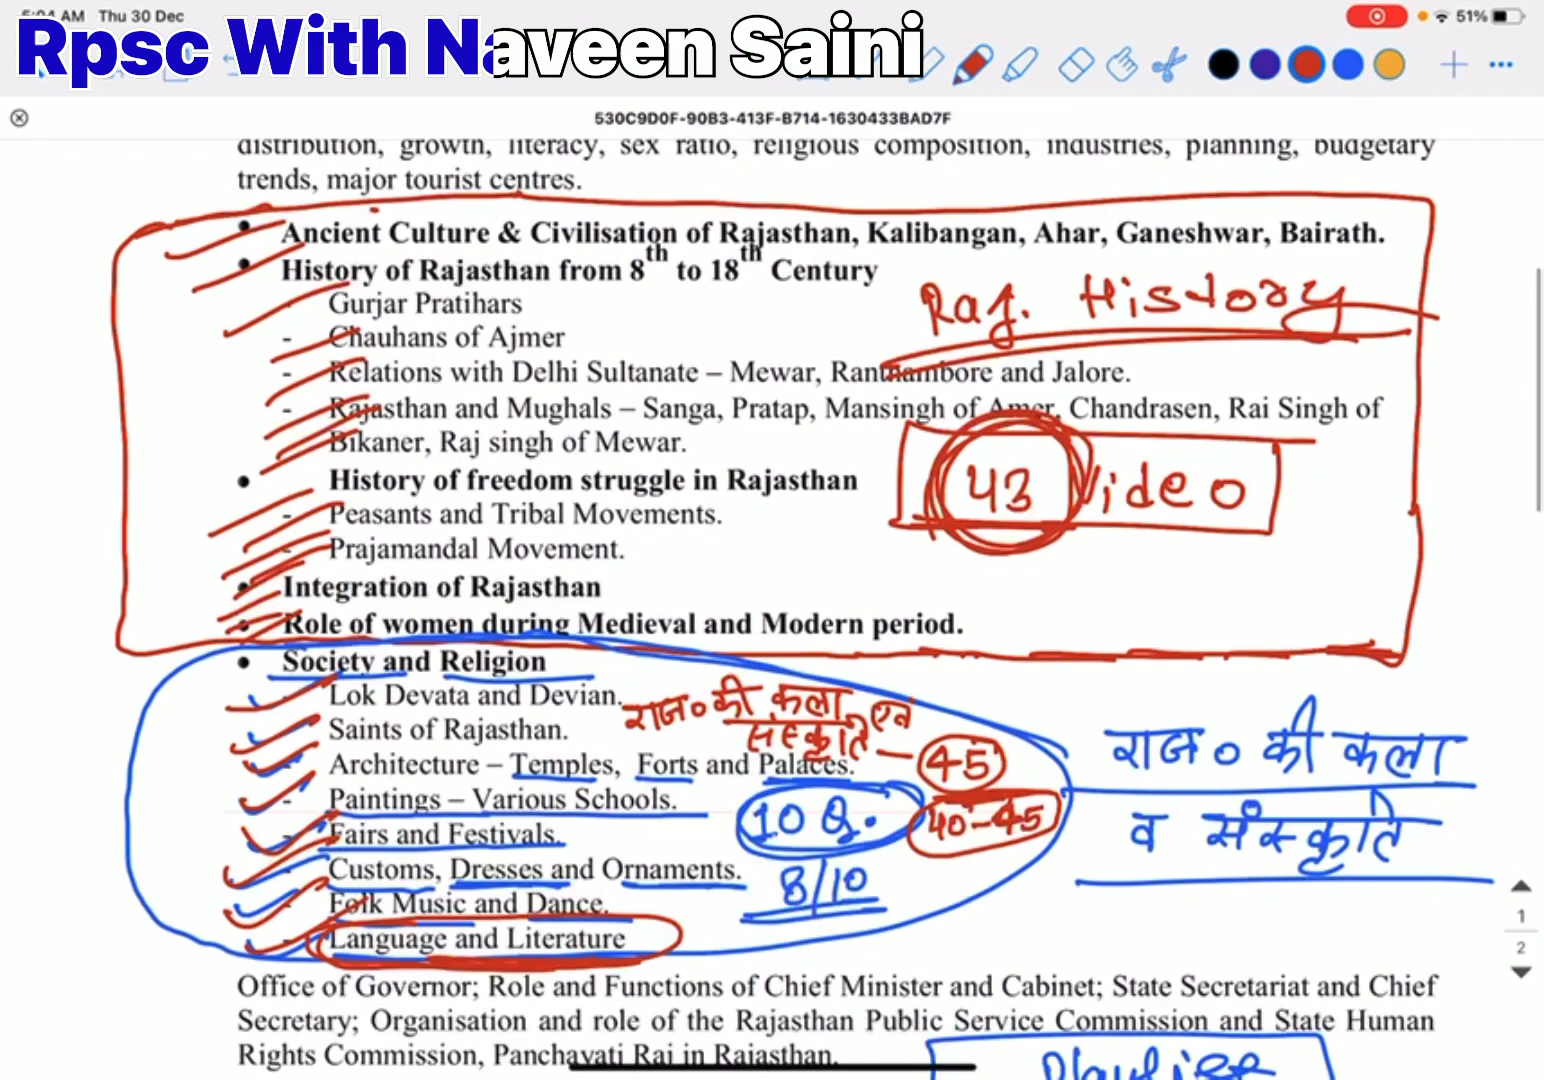 5:04 AM Thu 30 Dec
51%
Rpsc With Naveen Saini
530C9D0F-90B3-413F-B714-1630433BAD7F
distribution, growth, literacy, sex ratio, religious composition, industries, planning, budgetary
trends, major tourist centres.
• Ancient Culture & Civilisation of Rajasthan, Kalibangan, Ahar, Ganeshwar, Bairath.
• History of Rajasthan from 8th to 18th Century
Gurjar Pratihars
Raj. History
- Chauhans of Ajmer
- Relations with Delhi Sultanate – Mewar, Ranthambore and Jalore.
- Rajasthan and Mughals – Sanga, Pratap, Mansingh of Amer, Chandrasen, Rai Singh of
Bikaner, Raj singh of Mewar.
• History of freedom struggle in Rajasthan
43 Video
- Peasants and Tribal Movements.
- Prajamandal Movement.
• Integration of Rajasthan
• Role of women during Medieval and Modern period.
• Society and Religion
- Lok Devata and Devian.
राज० की कला एव
- Saints of Rajasthan.
संस्कृति – 45
राज० की कला
- Architecture – Temples, Forts and Palaces.
- Paintings – Various Schools.
10 Q. 40-45
व संस्कृति
- Fairs and Festivals.
- Customs, Dresses and Ornaments.
8/10
- Folk Music and Dance.
- Language and Literature
1
2
Office of Governor; Role and Functions of Chief Minister and Cabinet; State Secretariat and Chief
Secretary; Organisation and role of the Rajasthan Public Service Commission and State Human
Rights Commission, Panchayati Raj in Rajasthan.